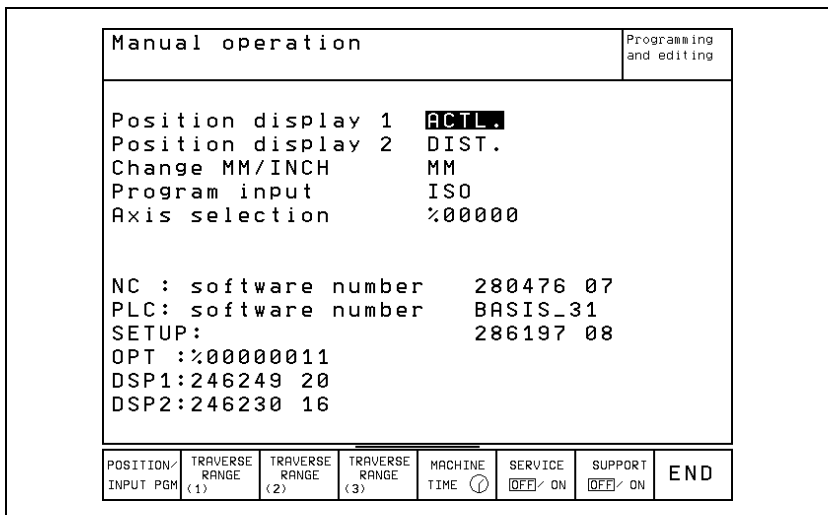 Manual operation
Programming
and editing
Position display 1 ACTL.
Position display 2 DIST.
Change MM/INCH MM
Program input ISO
Axis selection %00000
NC : software number 280476 07
PLC: software number BASIS_31
SETUP: 286197 08
OPT :%00000011
DSP1:246249 20
DSP2:246230 16
POSITION/
INPUT PGM
TRAVERSE
RANGE
(1)
TRAVERSE
RANGE
(2)
TRAVERSE
RANGE
(3)
MACHINE
TIME
SERVICE
OFF/ ON
SUPPORT
OFF/ ON
END